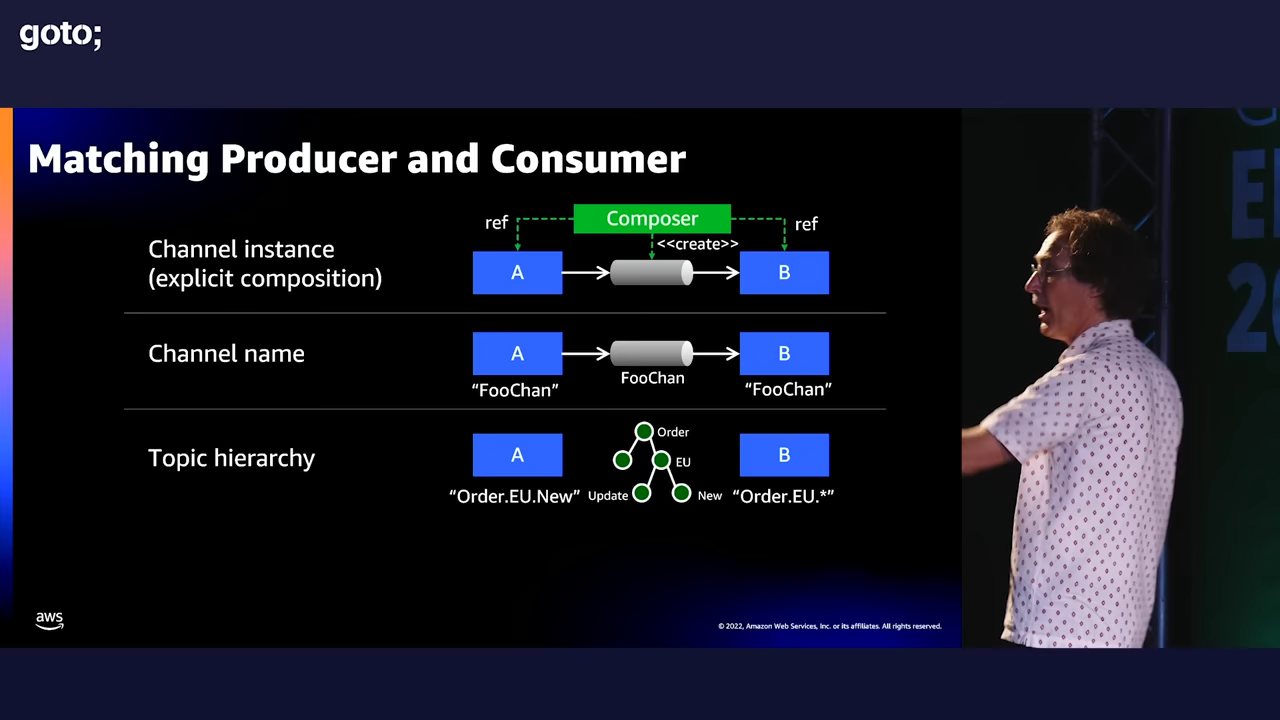 goto;
Matching Producer and Consumer
Channel instance
(explicit composition)
ref
Composer
ref
<<create>>
A
B
Channel name
A
B
"FooChan"
FooChan
"FooChan"
Topic hierarchy
A
Order
EU
Update
New
B
"Order.EU.New"
"Order.EU.*"
aws
© 2022, Amazon Web Services, Inc. or its affiliates. All rights reserved.